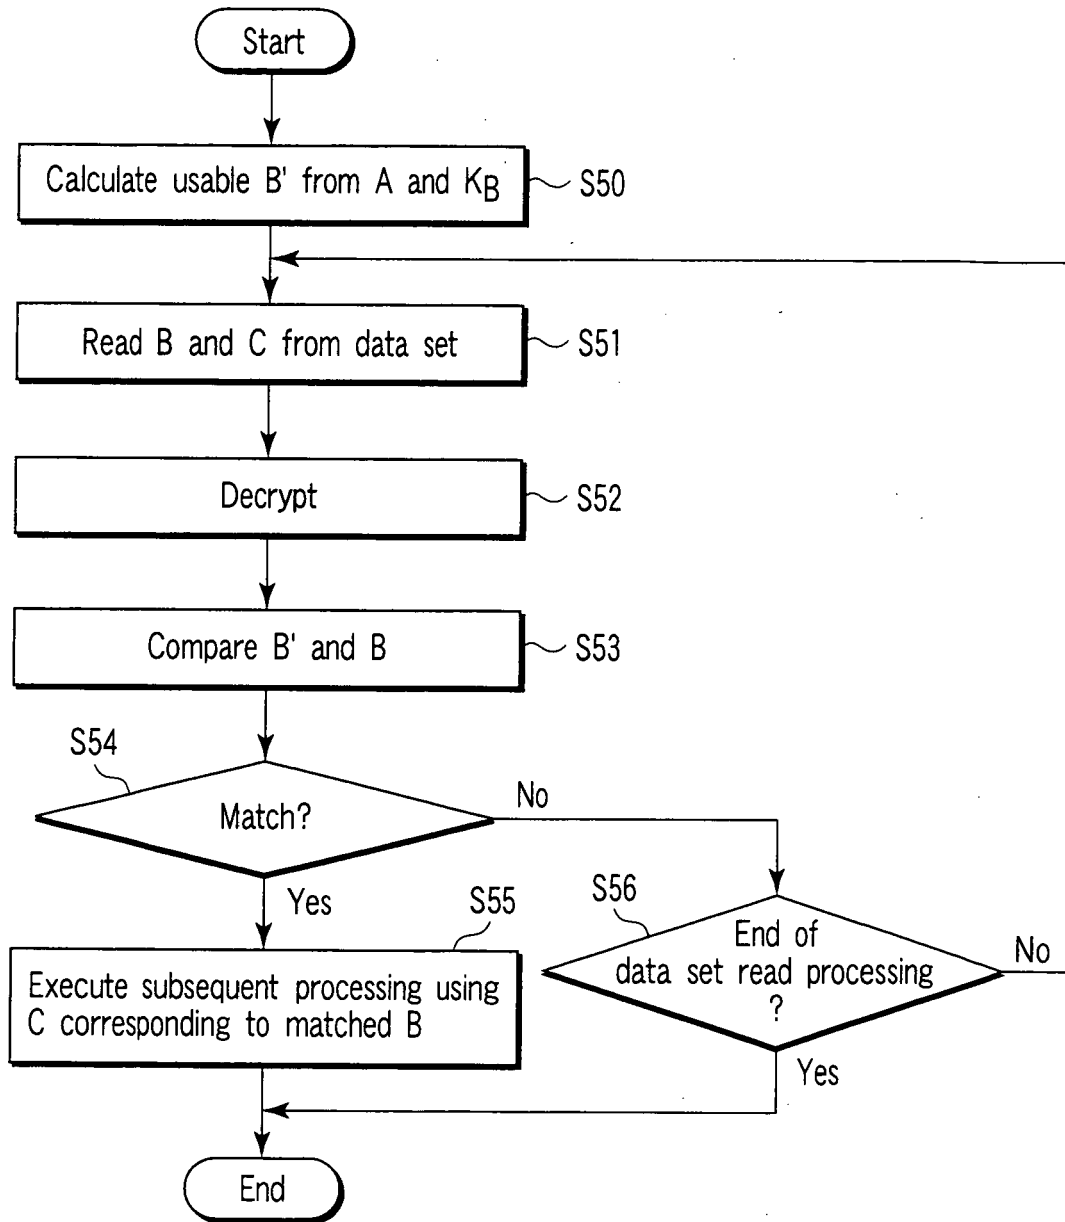 Start
Calculate usable B' from A and KB
S50
Read B and C from data set
S51
Decrypt
S52
Compare B' and B
S53
S54
Match?
No
Yes
S55
Execute subsequent processing using
C corresponding to matched B
S56
End of
data set read processing
?
No
Yes
End